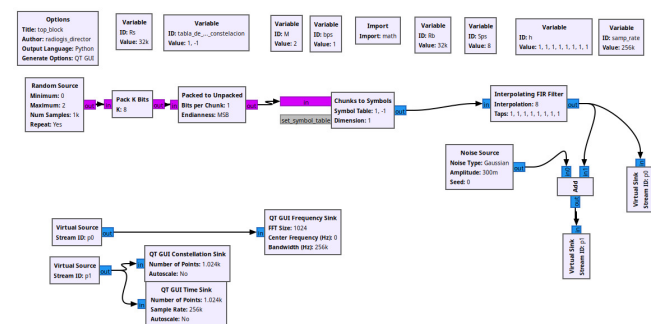 Options
Title: top_block
Author: radiogis_director
Output Language: Python
Generate Options: QT GUI
Variable
ID: Rs
Value: 32k
Variable
ID: tabla_de_..._constelacion
Value: 1, -1
Variable
ID: M
Value: 2
Variable
ID: bps
Value: 1
Import
Import: math
Variable
ID: Rb
Value: 32k
Variable
ID: Sps
Value: 8
Variable
ID: h
Value: 1, 1, 1, 1, 1, 1, 1, 1
Variable
ID: samp_rate
Value: 256k
Random Source
Minimum: 0
Maximum: 2
Num Samples: 1k
Repeat: Yes
out
in
Pack K Bits
K: 8
out
in
Packed to Unpacked
Bits per Chunk: 1
Endianness: MSB
out
in
set_symbol_table
Chunks to Symbols
Symbol Table: 1, -1
Dimension: 1
out
in
Interpolating FIR Filter
Interpolation: 8
Taps: 1, 1, 1, 1, 1, 1, 1, 1
out
Noise Source
Noise Type: Gaussian
Amplitude: 300m
Seed: 0
out
in0
in1
Add
out
in
Virtual Sink
Stream ID: p0
in
Virtual Sink
Stream ID: p1
Virtual Source
Stream ID: p0
out
in
QT GUI Frequency Sink
FFT Size: 1024
Center Frequency (Hz): 0
Bandwidth (Hz): 256k
Virtual Source
Stream ID: p1
out
in
QT GUI Constellation Sink
Number of Points: 1.024k
Autoscale: No
in
QT GUI Time Sink
Number of Points: 1.024k
Sample Rate: 256k
Autoscale: No